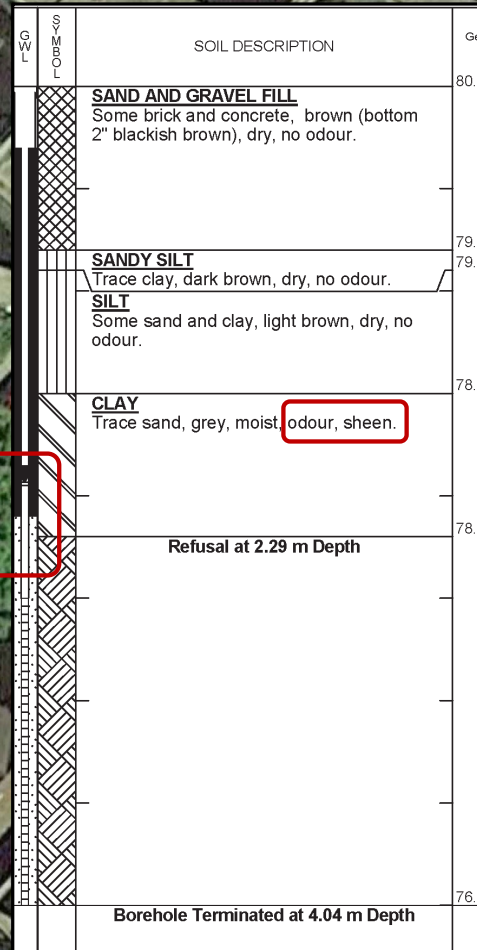 GWL
SYMBOL
SOIL DESCRIPTION
Ge
80.
SAND AND GRAVEL FILL
Some brick and concrete, brown (bottom
2" blackish brown), dry, no odour.
79.
SANDY SILT
79.
Trace clay, dark brown, dry, no odour.
SILT
Some sand and clay, light brown, dry, no
odour.
78.
CLAY
Trace sand, grey, moist, odour, sheen.
78.
Refusal at 2.29 m Depth
76.
Borehole Terminated at 4.04 m Depth